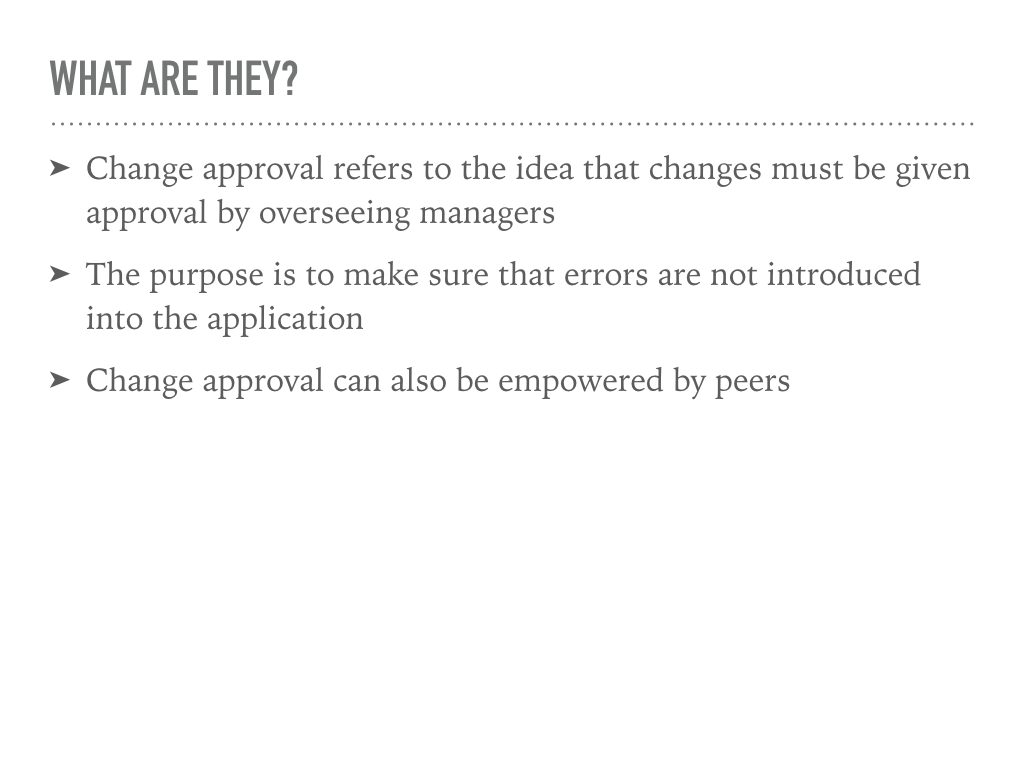 WHAT ARE THEY?
➤ Change approval refers to the idea that changes must be given
approval by overseeing managers
➤ The purpose is to make sure that errors are not introduced
into the application
➤ Change approval can also be empowered by peers